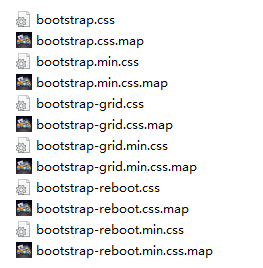 bootstrap.css
bootstrap.css.map
bootstrap.min.css
bootstrap.min.css.map
bootstrap-grid.css
bootstrap-grid.css.map
bootstrap-grid.min.css
bootstrap-grid.min.css.map
bootstrap-reboot.css
bootstrap-reboot.css.map
bootstrap-reboot.min.css
bootstrap-reboot.min.css.map